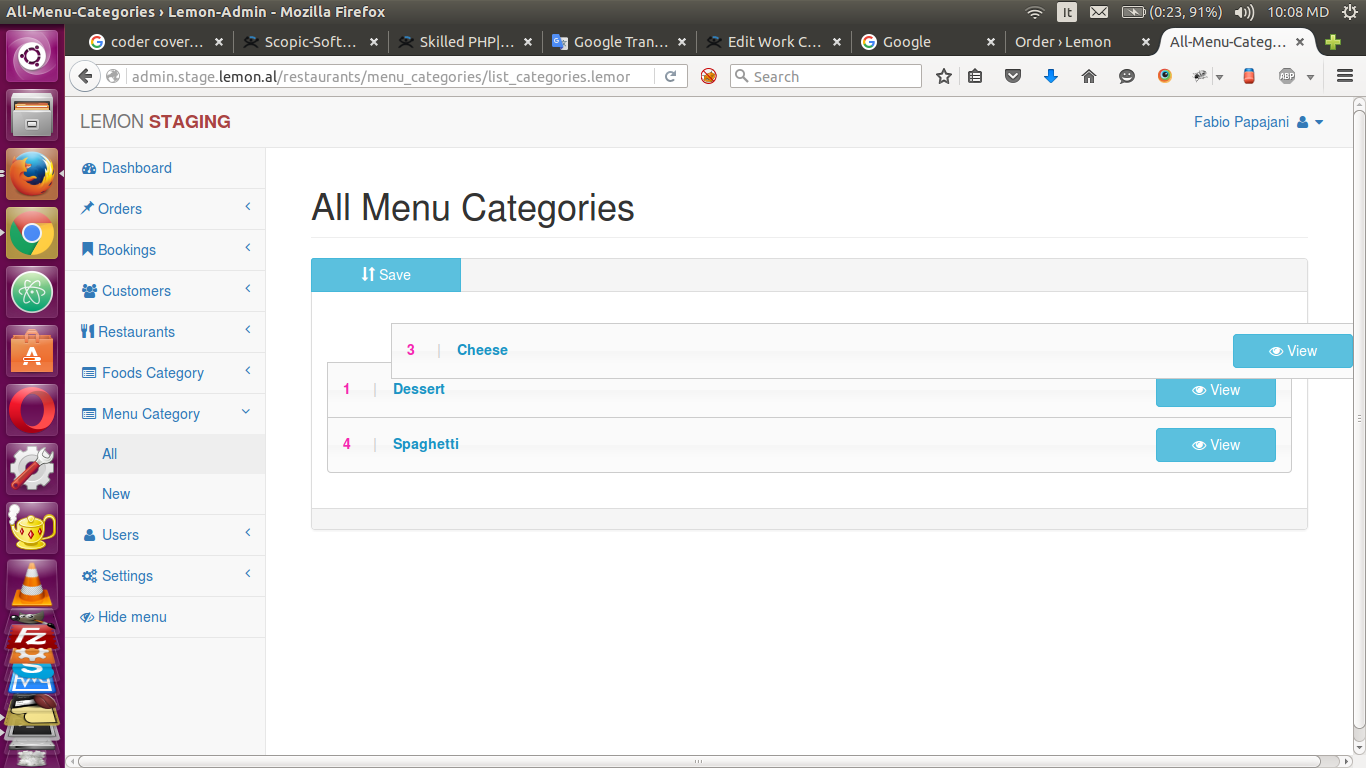 All-Menu-Categories › Lemon-Admin - Mozilla Firefox
It
(0:23, 91%)
10:08 MD
coder cover...
Scopic-Soft...
Skilled PHP|...
Google Tran...
Edit Work C...
Google
Order › Lemon
All-Menu-Categ...
admin.stage.lemon.al/restaurants/menu_categories/list_categories.lemor
Search
ABP
LEMON STAGING
Fabio Papajani
Dashboard
Orders
Bookings
Customers
Restaurants
Foods Category
Menu Category
All
New
Users
Settings
Hide menu
All Menu Categories
Save
3 | Cheese
View
1 | Dessert
View
4 | Spaghetti
View